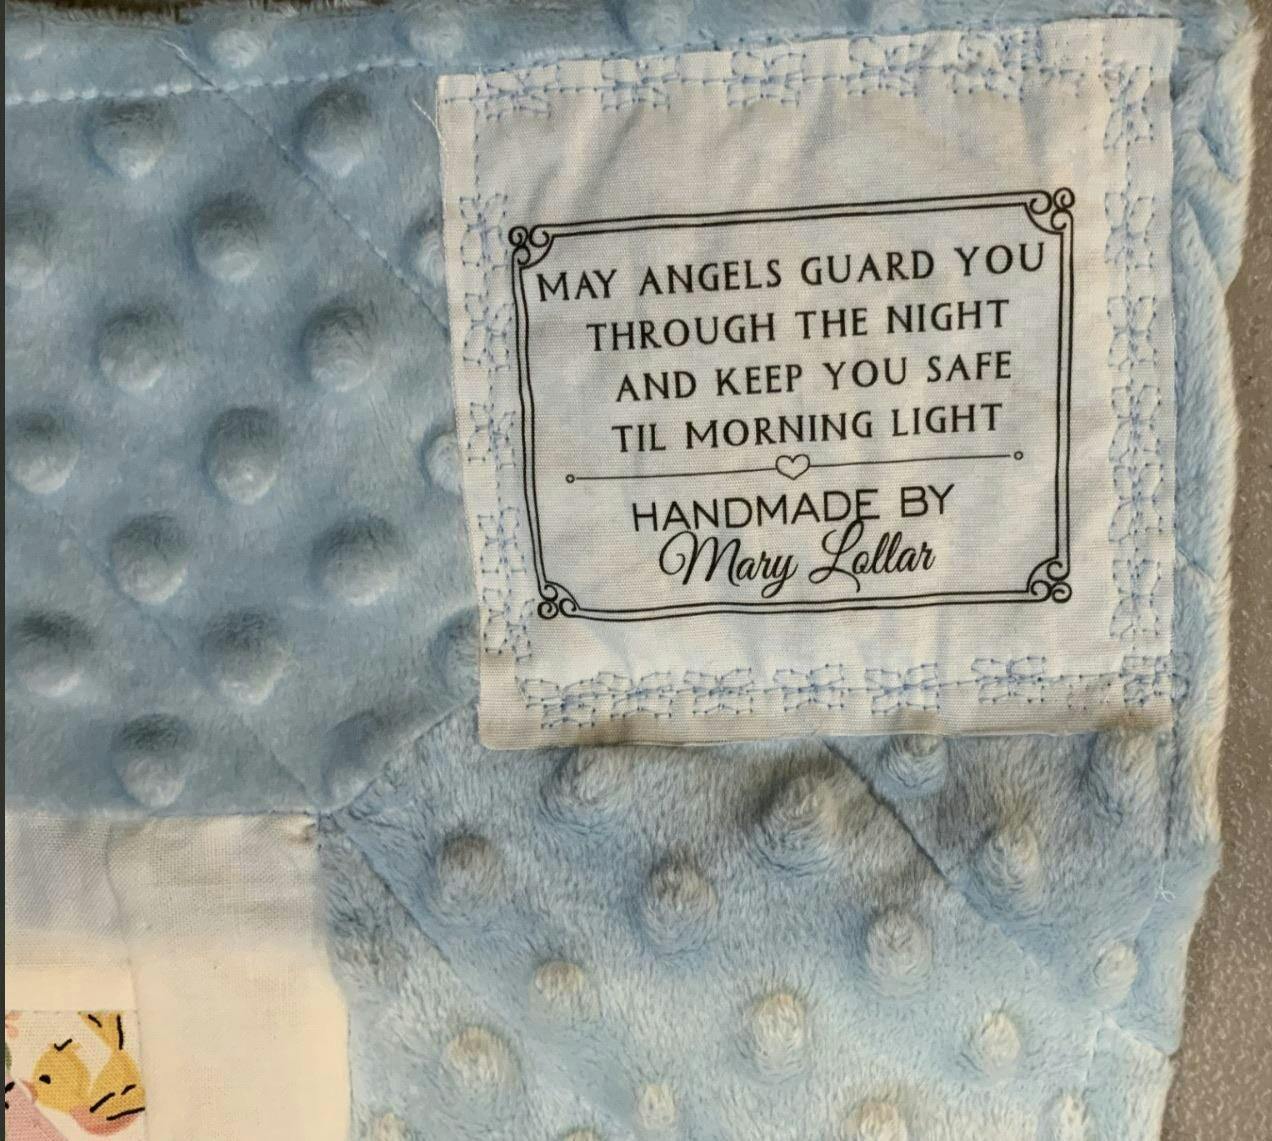 MAY ANGELS GUARD YOU
THROUGH THE NIGHT
AND KEEP YOU SAFE
TIL MORNING LIGHT
HANDMADE BY
Mary Lollar